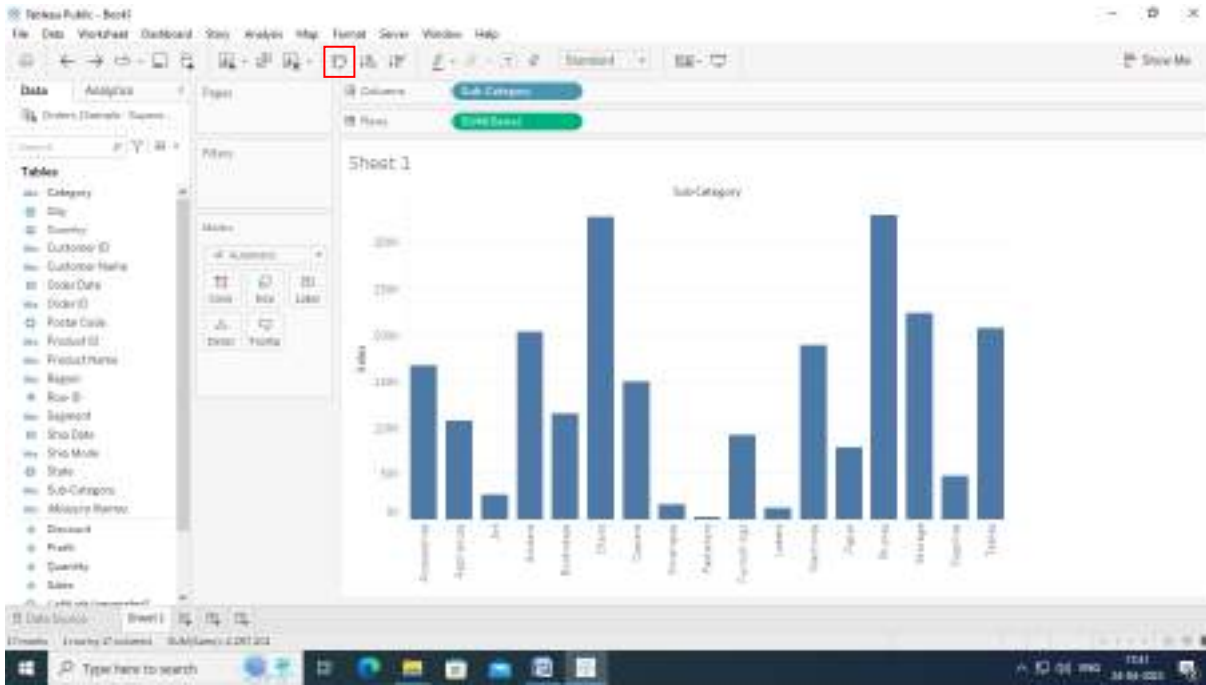 Tableau Public - Book1
File Data Worksheet Dashboard Story Analysis Map Format Server Window Help
Standard
Show Me
Data Analytics
Pages
Columns
Sub-Category
Rows
SUM(Sales)
Filters
Tables
Category
City
Country
Customer ID
Customer Name
Order Date
Order ID
Postal Code
Product ID
Product Name
Region
Row ID
Segment
Ship Date
Ship Mode
State
Sub-Category
Measure Names
Discount
Profit
Quantity
Sales
Marks
Automatic
Color Size Label
Detail Tooltip
Sheet 1
Sub-Category
Sales
Accessories
Appliances
Art
Binders
Bookcases
Chairs
Copiers
Envelopes
Fasteners
Furnishings
Labels
Machines
Paper
Phones
Storage
Supplies
Tables
Data Source Sheet 1
Type here to search
ENG